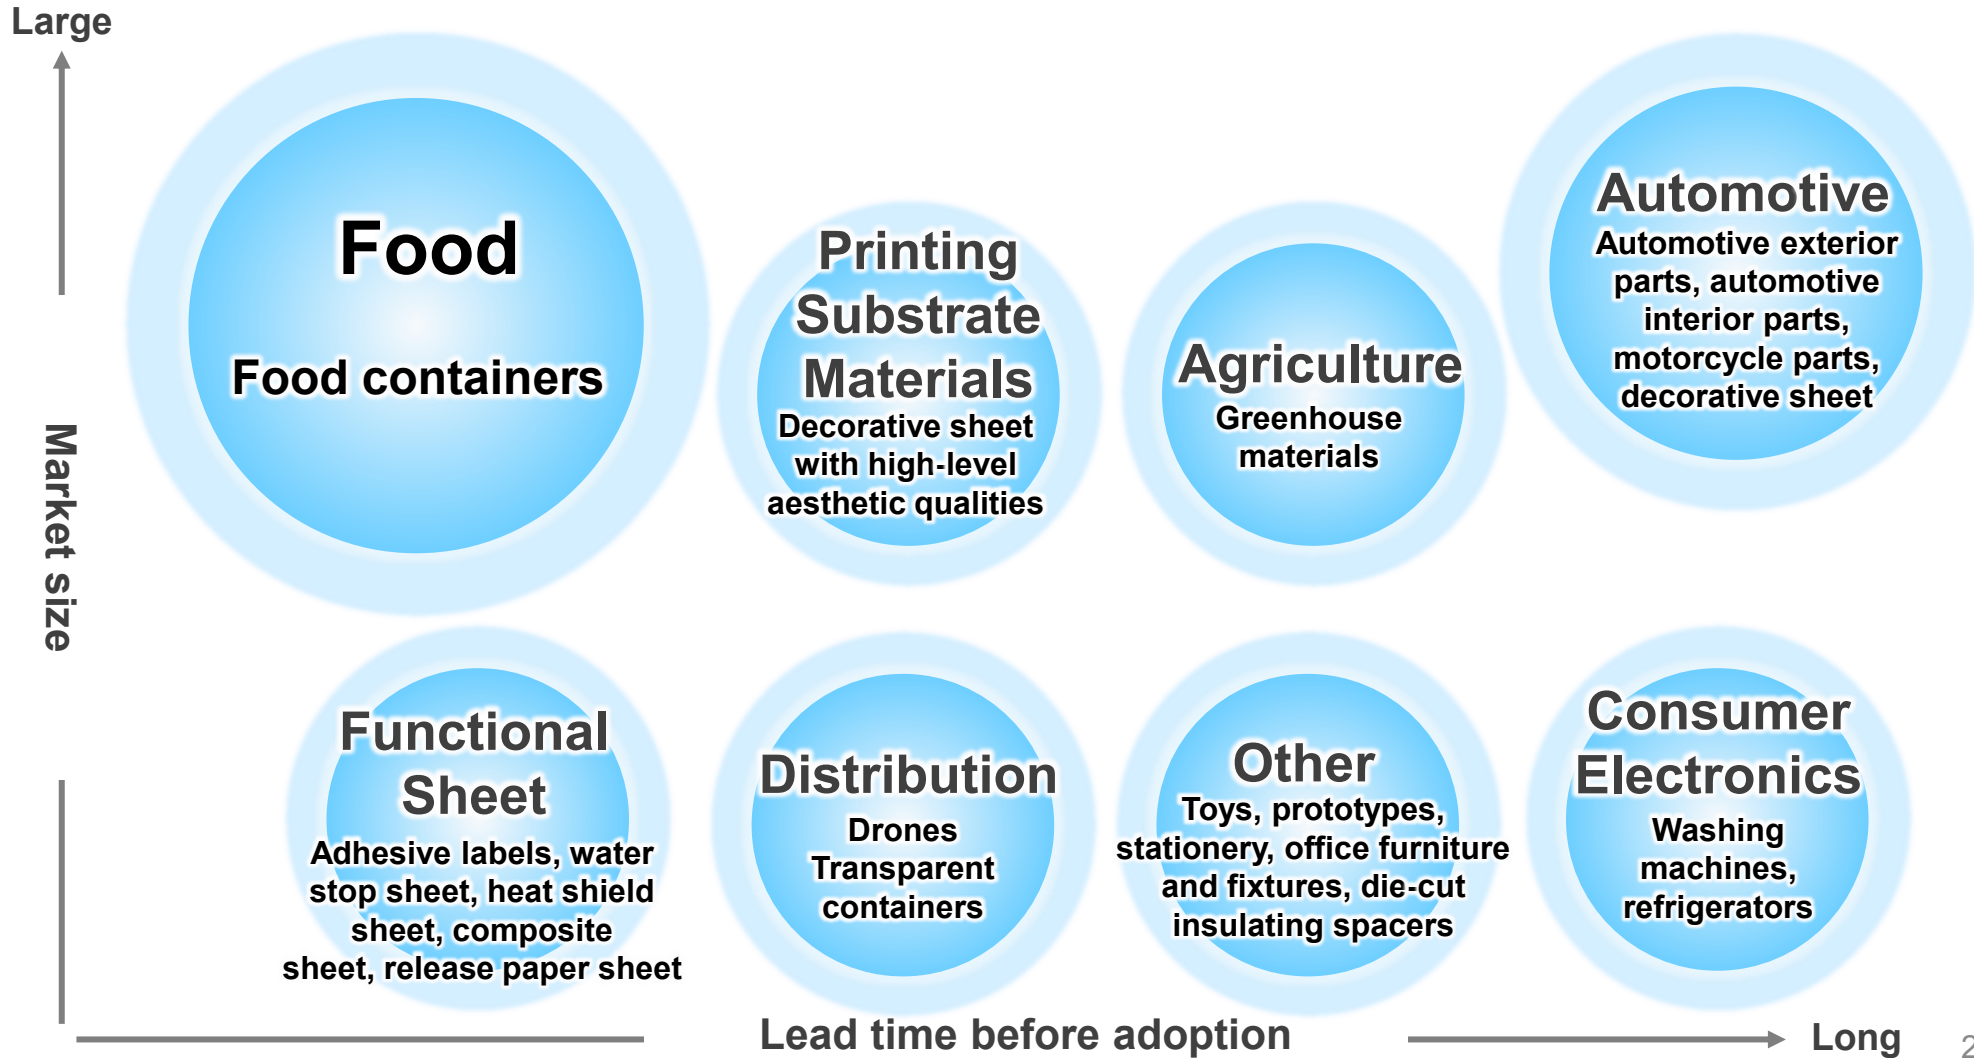 Large
Food
Food containers
Printing
Substrate
Materials
Decorative sheet
with high-level
aesthetic qualities
Agriculture
Greenhouse
materials
Automotive
Automotive exterior
parts, automotive
interior parts,
motorcycle parts,
decorative sheet
Market size
Functional
Sheet
Adhesive labels, water
stop sheet, heat shield
sheet, composite
sheet, release paper sheet
Distribution
Drones
Transparent
containers
Other
Toys, prototypes,
stationery, office furniture
and fixtures, die-cut
insulating spacers
Consumer
Electronics
Washing
machines,
refrigerators
Lead time before adoption
Long